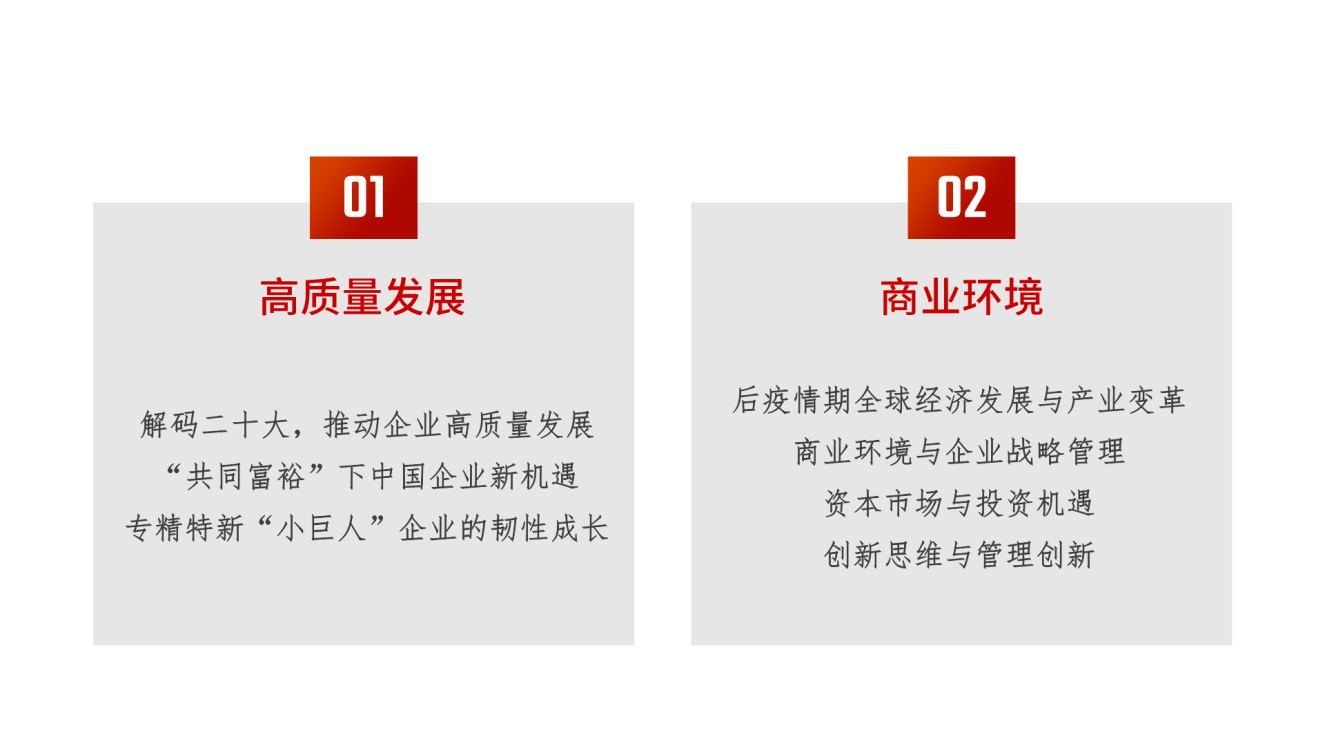 01
高质量发展
解码二十大，推动企业高质量发展
“共同富裕”下中国企业新机遇
专精特新“小巨人”企业的韧性成长
02
商业环境
后疫情期全球经济发展与产业变革
商业环境与企业战略管理
资本市场与投资机遇
创新思维与管理创新